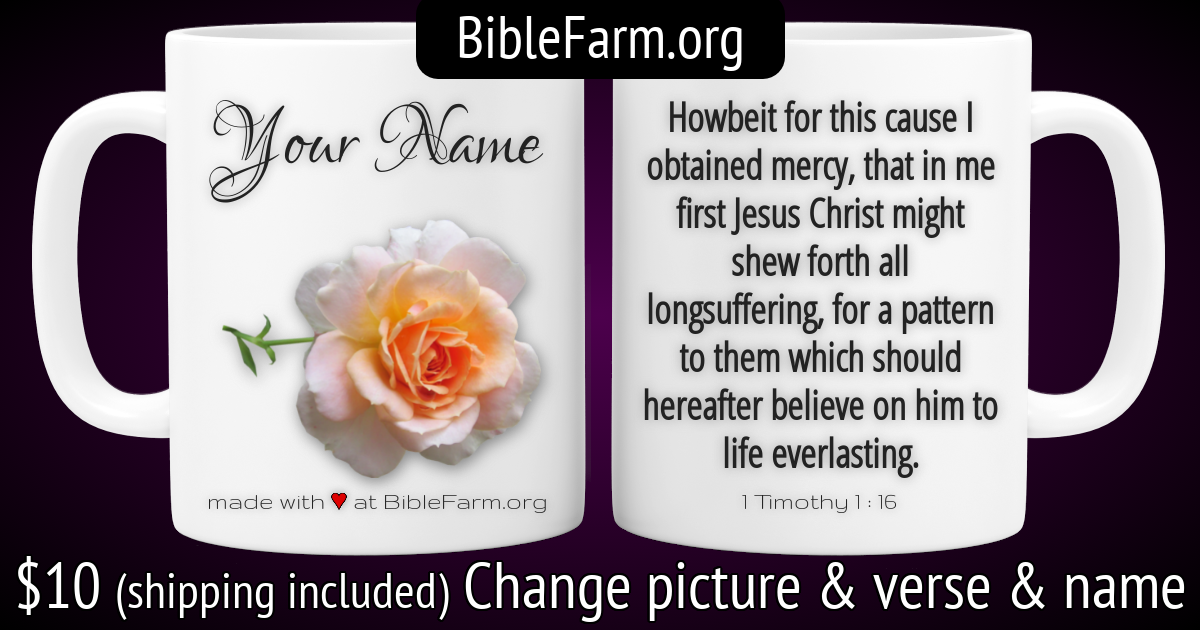 BibleFarm.org
Your Name
made with ♥ at BibleFarm.org
Howbeit for this cause I
obtained mercy, that in me
first Jesus Christ might
shew forth all
longsuffering, for a pattern
to them which should
hereafter believe on him to
life everlasting.
1 Timothy 1 : 16
$10 (shipping included) Change picture & verse & name